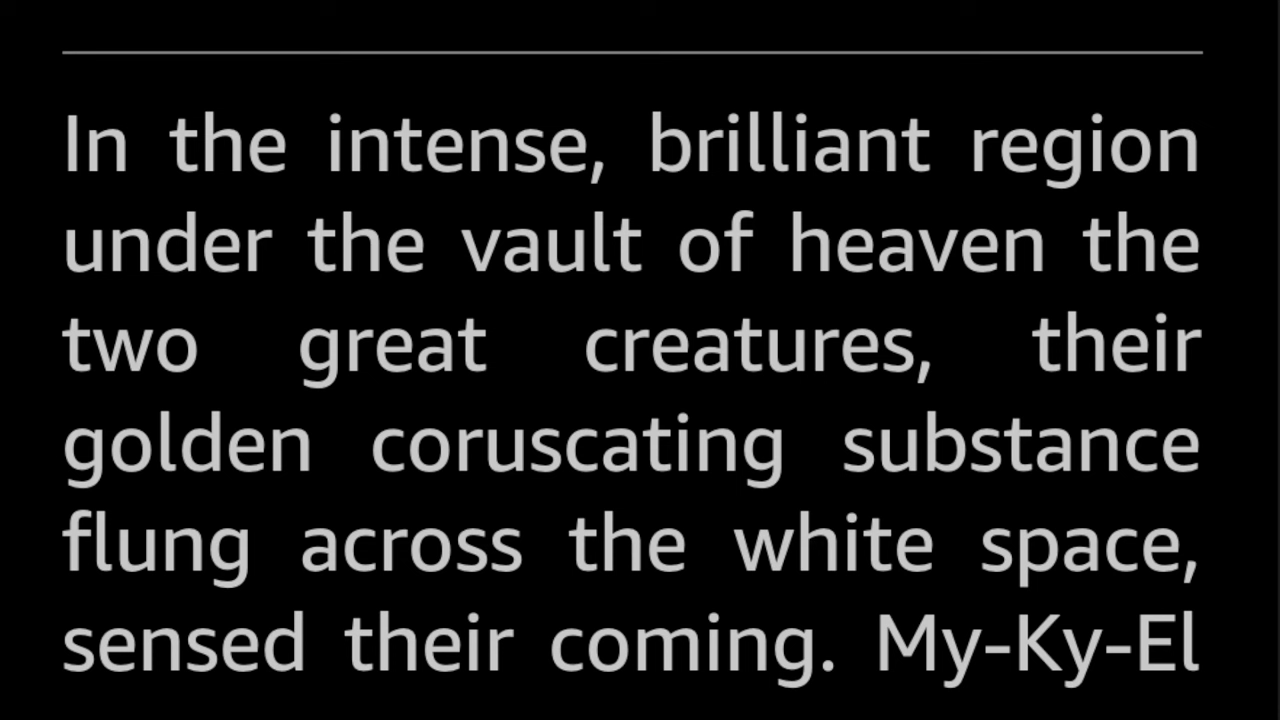 In the intense, brilliant region
under the vault of heaven the
two great creatures, their
golden coruscating substance
flung across the white space,
sensed their coming. My-Ky-El